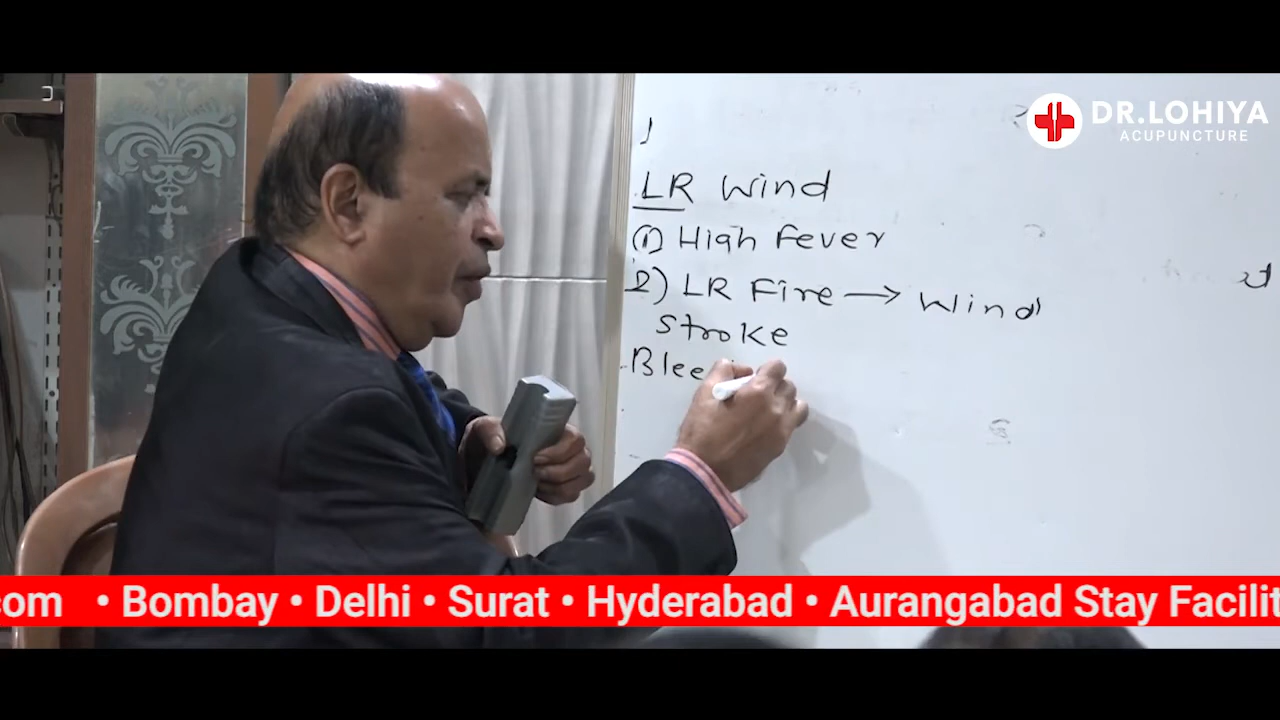 DR.LOHIYA
ACUPUNCTURE
LR Wind
① High Fever
2) LR Fire → Wind
Stroke
Blee
com • Bombay • Delhi • Surat • Hyderabad • Aurangabad Stay Facilit